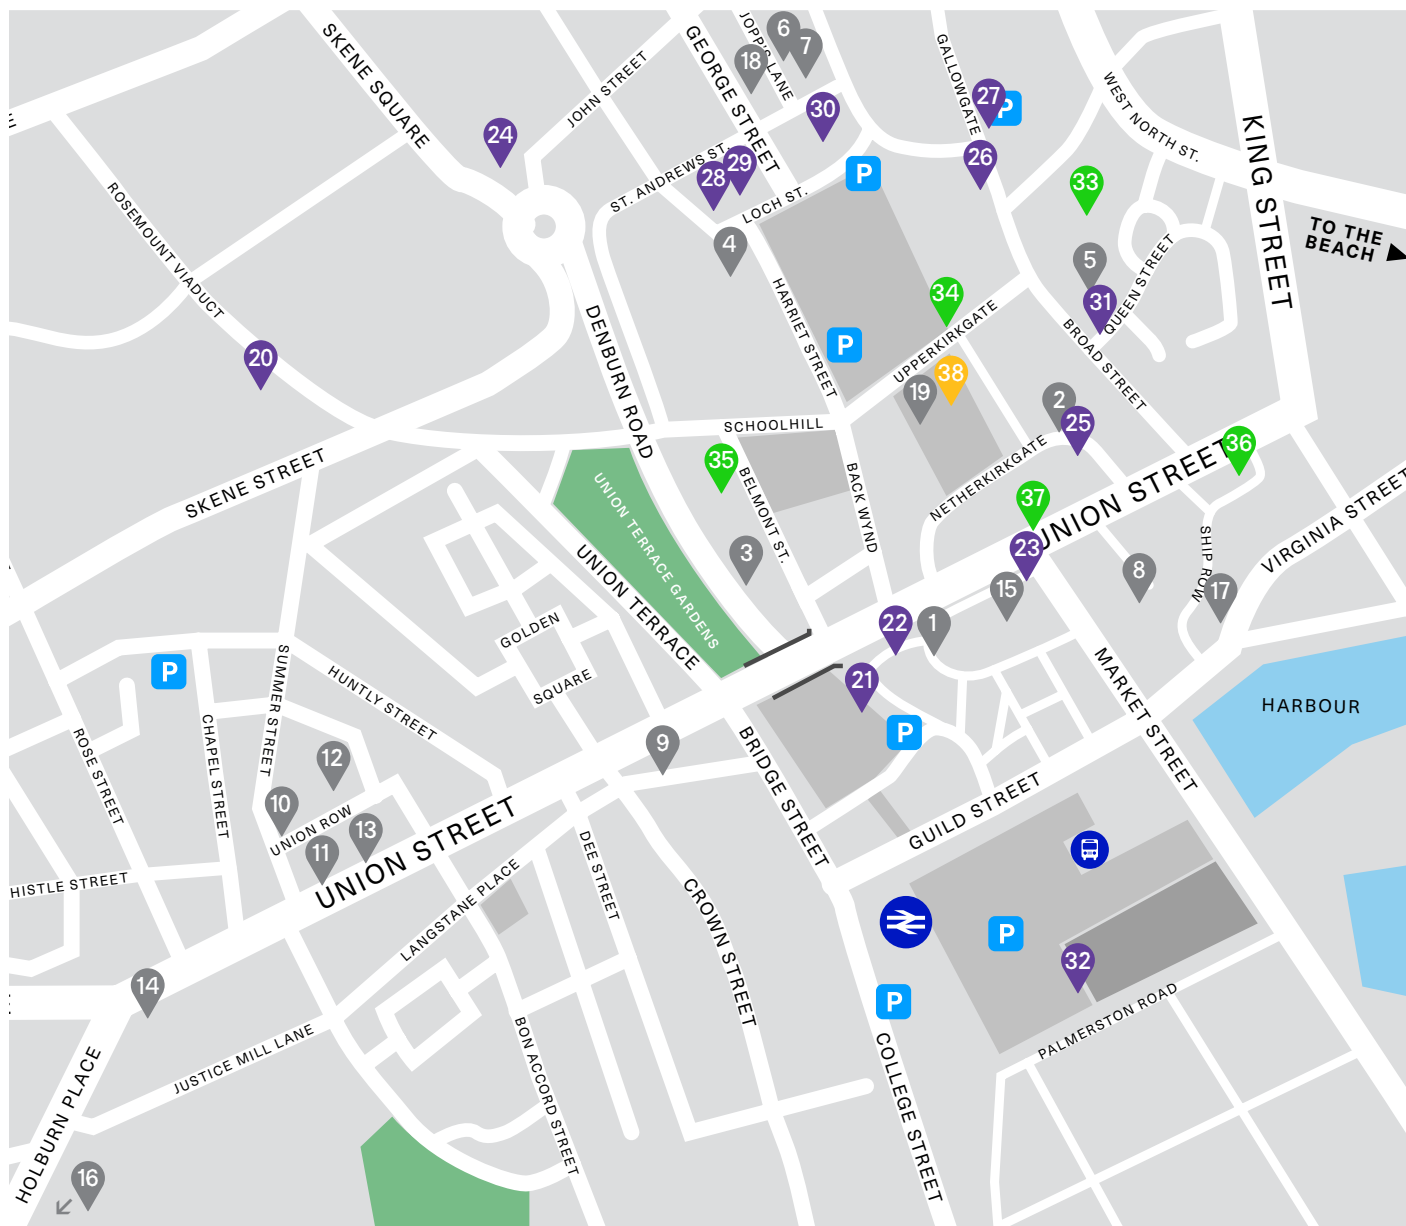 SKENE SQUARE
JOHN STREET
GEORGE STREET
JOPPIS LANE
6
7
18
GALLOWGATE
27
P
WEST NORTH ST.
KING STREET
24
30
ST. ANDREWS ST.
28
29
LOCH ST.
P
26
33
TO THE
BEACH
ROSEMOUNT VIADUCT
4
5
31
QUEEN STREET
HARRIET STREET
34
UPPERKIRKGATE
BROAD STREET
P
20
DENBURN ROAD
19
38
2
25
SCHOOLHILL
SKENE STREET
35
BELMONT ST.
BACK WYND
NETHERKIRKGATE
UNION STREET
36
37
23
VIRGINIA STREET
SHIP ROW
UNION TERRACE GARDENS
UNION TERRACE
3
15
8
17
GOLDEN
SQUARE
22
1
21
P
P
SUMMER STREET
HUNTLY STREET
CHAPEL STREET
ROSE STREET
MARKET STREET
HARBOUR
9
BRIDGE STREET
12
10
UNION ROW
13
11
UNION STREET
GUILD STREET
HISTLE STREET
LANGSTANE PLACE
DEE STREET
CROWN STREET
P
32
14
P
PALMERSTON ROAD
JUSTICE MILL LANE
BON ACCORD STREET
COLLEGE STREET
HOLBURN PLACE
16